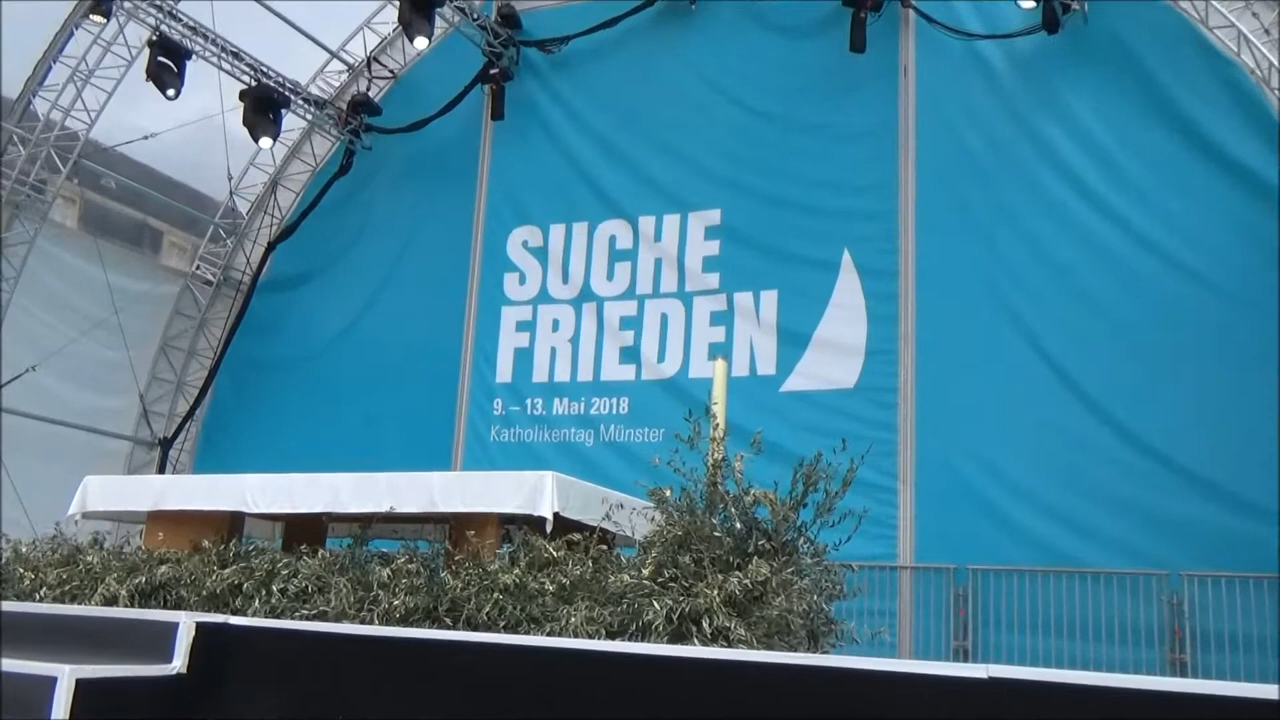 SUCHE
FRIEDEN
9. – 13. Mai 2018
Katholikentag Münster